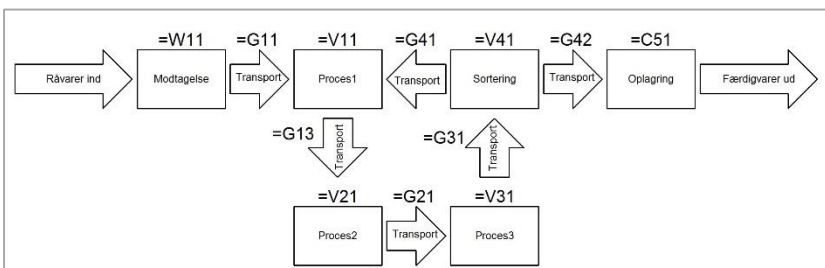 =W11 =G11 =V11 =G41 =V41 =G42 =C51
Råvarer ind Modtagelse Transport Proces1 Transport Sortering Transport Oplagring Færdigvarer ud
=G13 Transport =G31 Transport
=V21 =G21 =V31
Proces2 Transport Proces3